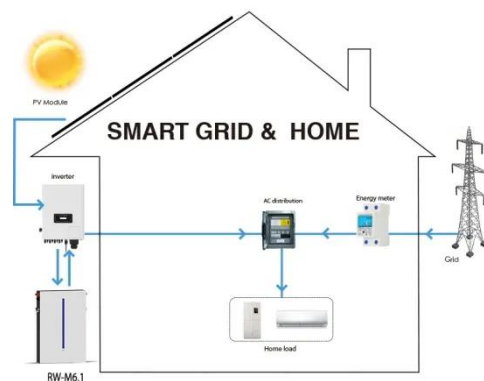 PV Module
SMART GRID & HOME
inverter
AC distribution
Energy meter
Grid
Home load
RW-M6.1